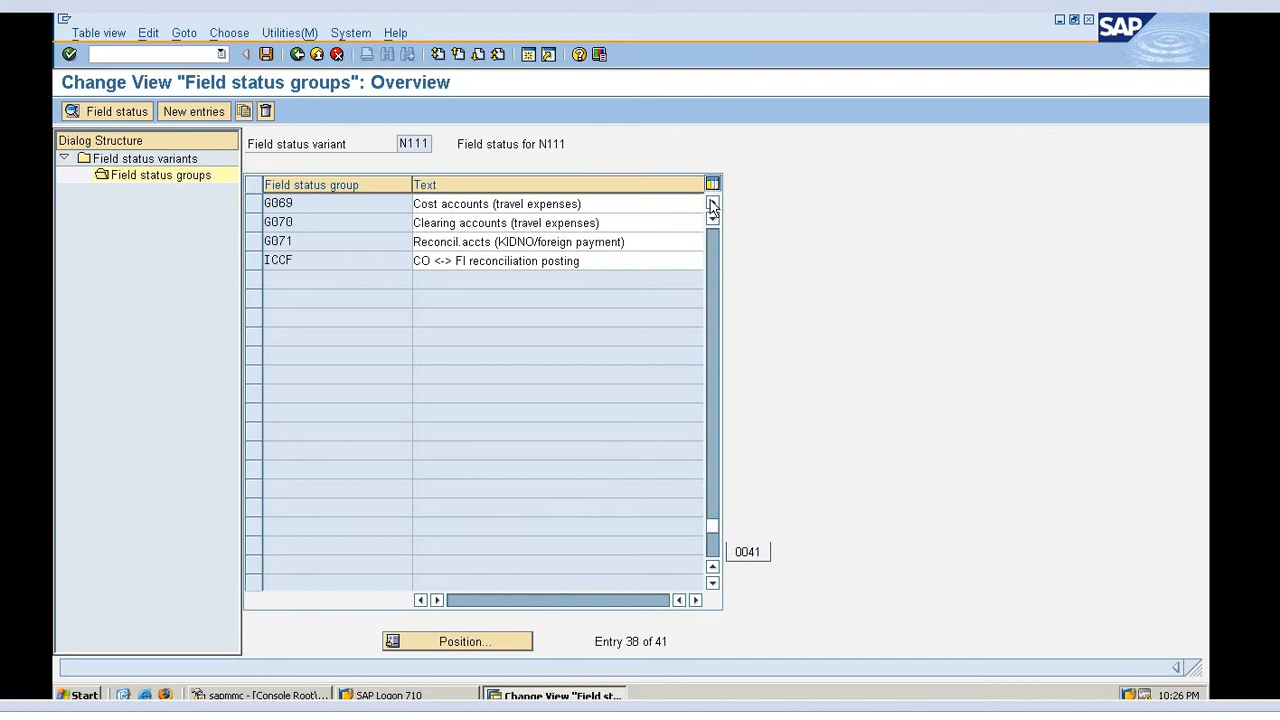 SAP
Table view Edit Goto Choose Utilities(M) System Help
Change View "Field status groups": Overview
Field status New entries
Dialog Structure
Field status variants
Field status groups
Field status variant N111 Field status for N111
Field status group Text
G069 Cost accounts (travel expenses)
G070 Clearing accounts (travel expenses)
G071 Reconcil.accts (KIDNO/foreign payment)
ICCF CO <-> FI reconciliation posting
0041
Position... Entry 38 of 41
Start sapmmc - [Console Root\... SAP Logon 710 Change View "Field st... 10:26 PM